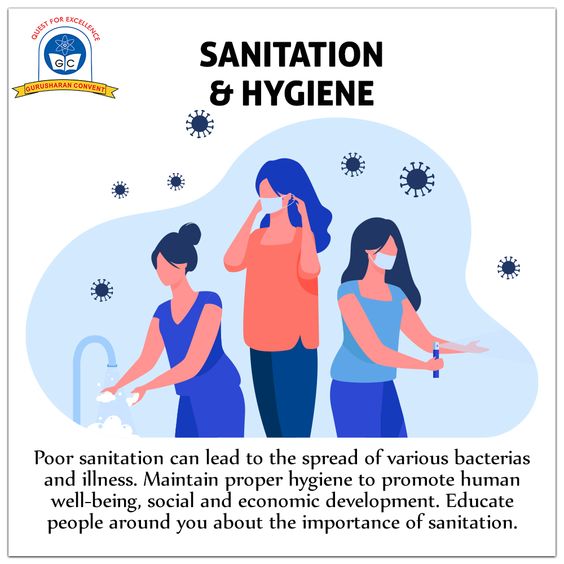 QUEST FOR EXCELLENCE
G C
GURUSHARAN CONVENT
SANITATION
& HYGIENE
Poor sanitation can lead to the spread of various bacterias
and illness. Maintain proper hygiene to promote human
well-being, social and economic development. Educate
people around you about the importance of sanitation.